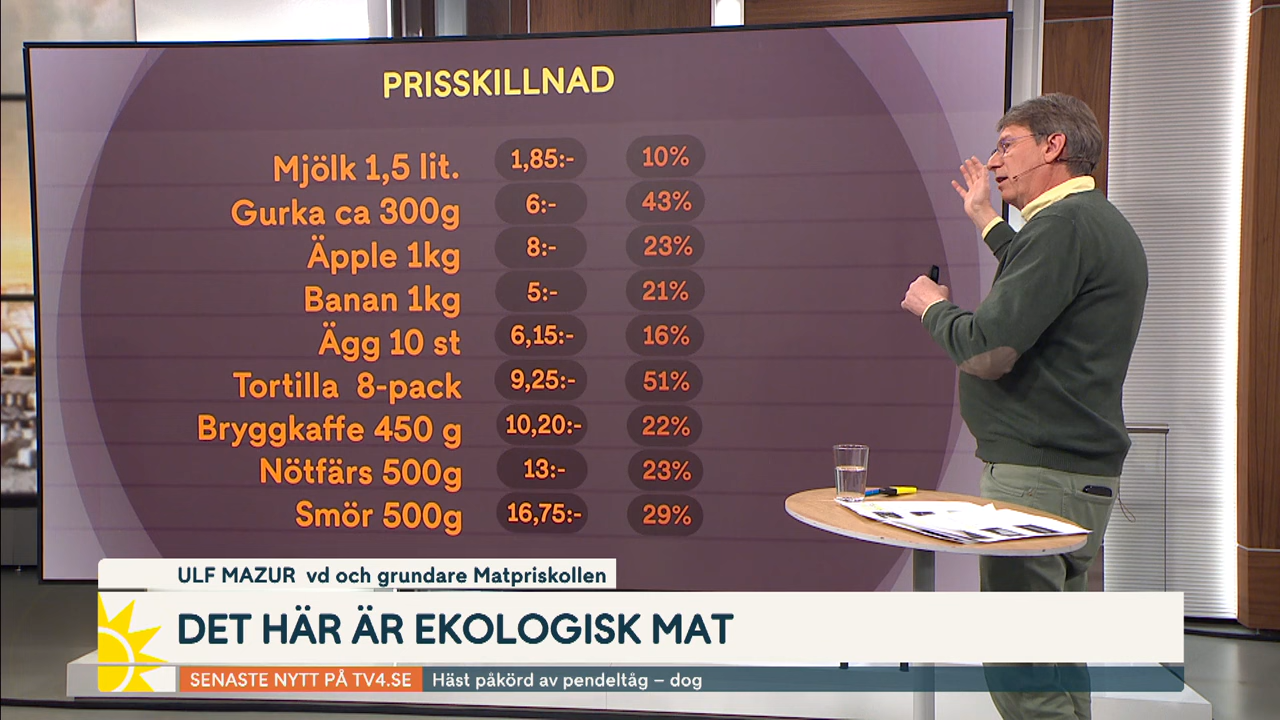 PRISSKILLNAD
Mjölk 1,5 lit. 1,85:- 10%
Gurka ca 300g 6:- 43%
Äpple 1kg 8:- 23%
Banan 1kg 5:- 21%
Ägg 10 st 6,15:- 16%
Tortilla 8-pack 9,25:- 51%
Bryggkaffe 450 g 10,20:- 22%
Nötfärs 500g 13:- 23%
Smör 500g 16,75:- 29%
ULF MAZUR vd och grundare Matpriskollen
DET HÄR ÄR EKOLOGISK MAT
SENASTE NYTT PÅ TV4.SE Häst påkörd av pendeltåg – dog